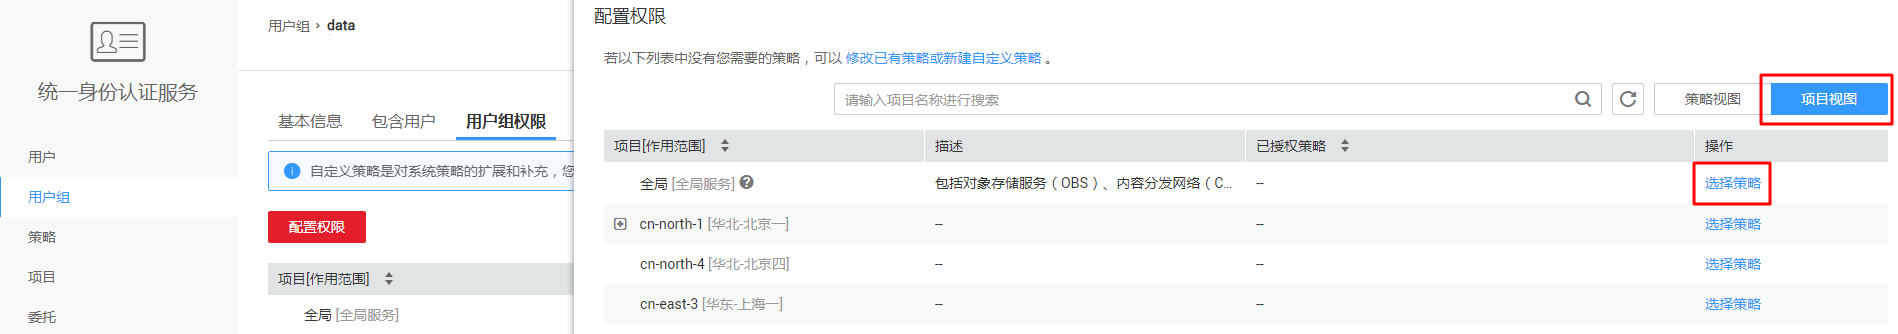 统一身份认证服务
用户
用户组
策略
项目
委托
用户组 › data
基本信息 包含用户 用户组权限
自定义策略是对系统策略的扩展和补充，您
配置权限
项目[作用范围]
全局 [全局服务]
配置权限
若以下列表中没有您需要的策略，可以 修改已有策略或新建自定义策略 。
请输入项目名称进行搜索 策略视图 项目视图
项目[作用范围] 描述 已授权策略 操作
全局 [全局服务] 包括对象存储服务（OBS）、内容分发网络（C... -- 选择策略
cn-north-1 [华北-北京一] -- -- 选择策略
cn-north-4 [华北-北京四] -- -- 选择策略
cn-east-3 [华东-上海一] -- -- 选择策略